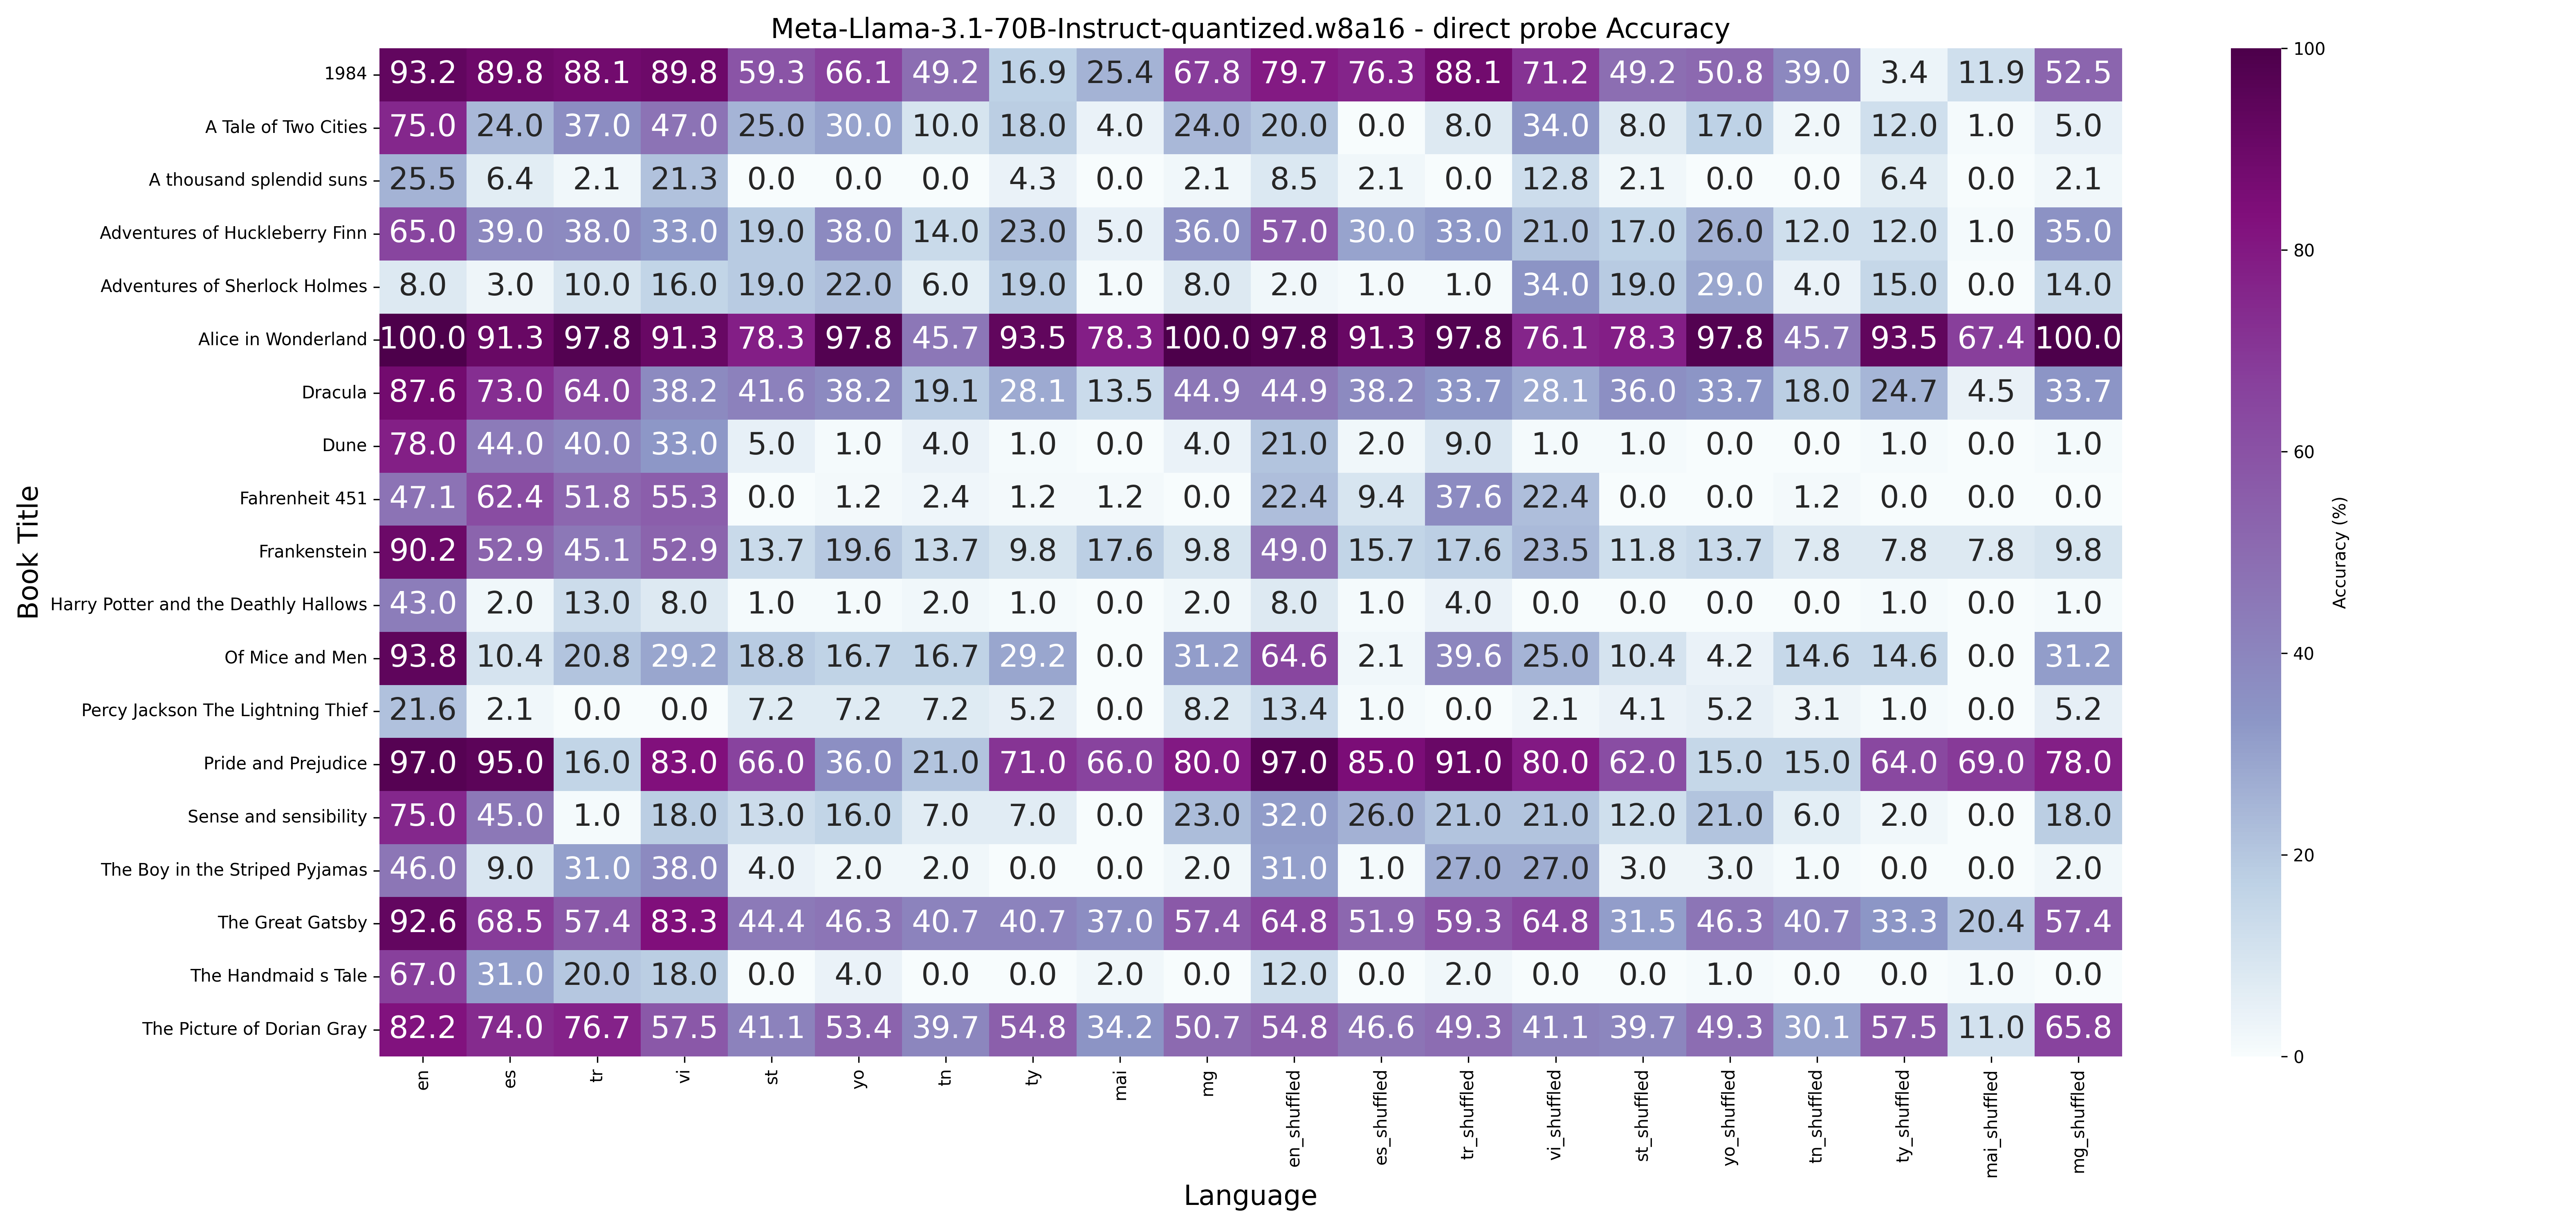 Meta-Llama-3.1-70B-Instruct-quantized.w8a16 - direct probe Accuracy
1984 93.2 89.8 88.1 89.8 59.3 66.1 49.2 16.9 25.4 67.8 79.7 76.3 88.1 71.2 49.2 50.8 39.0 3.4 11.9 52.5
A Tale of Two Cities 75.0 24.0 37.0 47.0 25.0 30.0 10.0 18.0 4.0 24.0 20.0 0.0 8.0 34.0 8.0 17.0 2.0 12.0 1.0 5.0
A thousand splendid suns 25.5 6.4 2.1 21.3 0.0 0.0 0.0 4.3 0.0 2.1 8.5 2.1 0.0 12.8 2.1 0.0 0.0 6.4 0.0 2.1
Adventures of Huckleberry Finn 65.0 39.0 38.0 33.0 19.0 38.0 14.0 23.0 5.0 36.0 57.0 30.0 33.0 21.0 17.0 26.0 12.0 12.0 1.0 35.0
Adventures of Sherlock Holmes 8.0 3.0 10.0 16.0 19.0 22.0 6.0 19.0 1.0 8.0 2.0 1.0 1.0 34.0 19.0 29.0 4.0 15.0 0.0 14.0
Alice in Wonderland 100.0 91.3 97.8 91.3 78.3 97.8 45.7 93.5 78.3 100.0 97.8 91.3 97.8 76.1 78.3 97.8 45.7 93.5 67.4 100.0
Dracula 87.6 73.0 64.0 38.2 41.6 38.2 19.1 28.1 13.5 44.9 44.9 38.2 33.7 28.1 36.0 33.7 18.0 24.7 4.5 33.7
Dune 78.0 44.0 40.0 33.0 5.0 1.0 4.0 1.0 0.0 4.0 21.0 2.0 9.0 1.0 1.0 0.0 0.0 1.0 0.0 1.0
Fahrenheit 451 47.1 62.4 51.8 55.3 0.0 1.2 2.4 1.2 1.2 0.0 22.4 9.4 37.6 22.4 0.0 0.0 1.2 0.0 0.0 0.0
Frankenstein 90.2 52.9 45.1 52.9 13.7 19.6 13.7 9.8 17.6 9.8 49.0 15.7 17.6 23.5 11.8 13.7 7.8 7.8 7.8 9.8
Harry Potter and the Deathly Hallows 43.0 2.0 13.0 8.0 1.0 1.0 2.0 1.0 0.0 2.0 8.0 1.0 4.0 0.0 0.0 0.0 0.0 1.0 0.0 1.0
Of Mice and Men 93.8 10.4 20.8 29.2 18.8 16.7 16.7 29.2 0.0 31.2 64.6 2.1 39.6 25.0 10.4 4.2 14.6 14.6 0.0 31.2
Percy Jackson The Lightning Thief 21.6 2.1 0.0 0.0 7.2 7.2 7.2 5.2 0.0 8.2 13.4 1.0 0.0 2.1 4.1 5.2 3.1 1.0 0.0 5.2
Pride and Prejudice 97.0 95.0 16.0 83.0 66.0 36.0 21.0 71.0 66.0 80.0 97.0 85.0 91.0 80.0 62.0 15.0 15.0 64.0 69.0 78.0
Sense and sensibility 75.0 45.0 1.0 18.0 13.0 16.0 7.0 7.0 0.0 23.0 32.0 26.0 21.0 21.0 12.0 21.0 6.0 2.0 0.0 18.0
The Boy in the Striped Pyjamas 46.0 9.0 31.0 38.0 4.0 2.0 2.0 0.0 0.0 2.0 31.0 1.0 27.0 27.0 3.0 3.0 1.0 0.0 0.0 2.0
The Great Gatsby 92.6 68.5 57.4 83.3 44.4 46.3 40.7 40.7 37.0 57.4 64.8 51.9 59.3 64.8 31.5 46.3 40.7 33.3 20.4 57.4
The Handmaid s Tale 67.0 31.0 20.0 18.0 0.0 4.0 0.0 0.0 2.0 0.0 12.0 0.0 2.0 0.0 0.0 1.0 0.0 0.0 1.0 0.0
The Picture of Dorian Gray 82.2 74.0 76.7 57.5 41.1 53.4 39.7 54.8 34.2 50.7 54.8 46.6 49.3 41.1 39.7 49.3 30.1 57.5 11.0 65.8
en es tr vi st yo tn ty mai mg en_shuffled es_shuffled tr_shuffled vi_shuffled st_shuffled yo_shuffled tn_shuffled ty_shuffled mai_shuffled mg_shuffled
Language
Book Title
100
80
60
40
20
0
Accuracy (%)